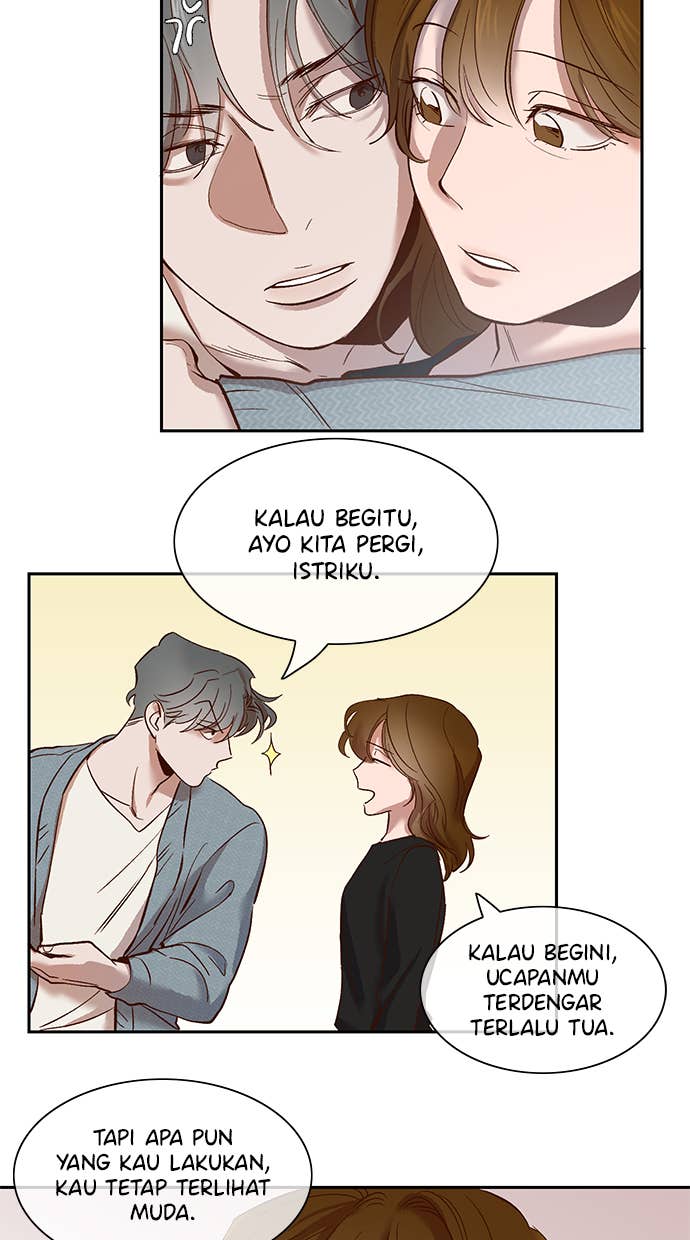 KALAU BEGITU,
AYO KITA PERGI,
ISTRIKU.
KALAU BEGINI,
UCAPANMU
TERDENGAR
TERLALU TUA.
TAPI APA PUN
YANG KAU LAKUKAN,
KAU TETAP TERLIHAT
MUDA.